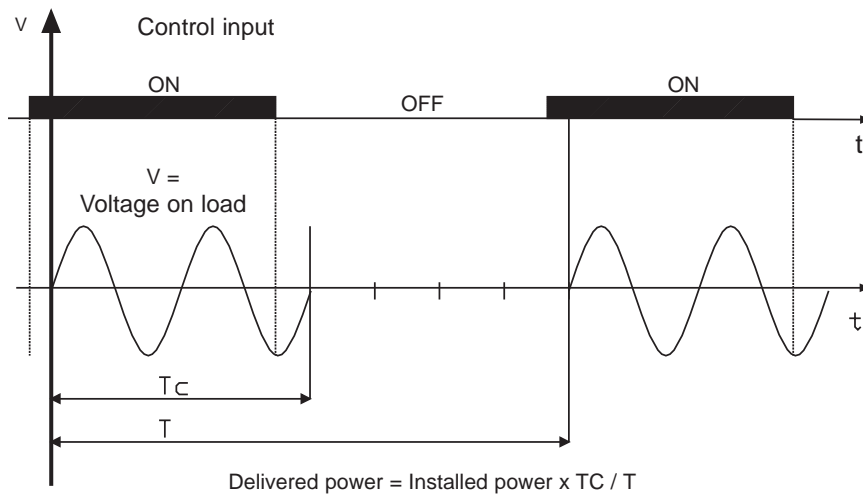 V
Control input
ON
ON
OFF
t
V =
Voltage on load
t
Tc
T
Delivered power = Installed power x TC / T